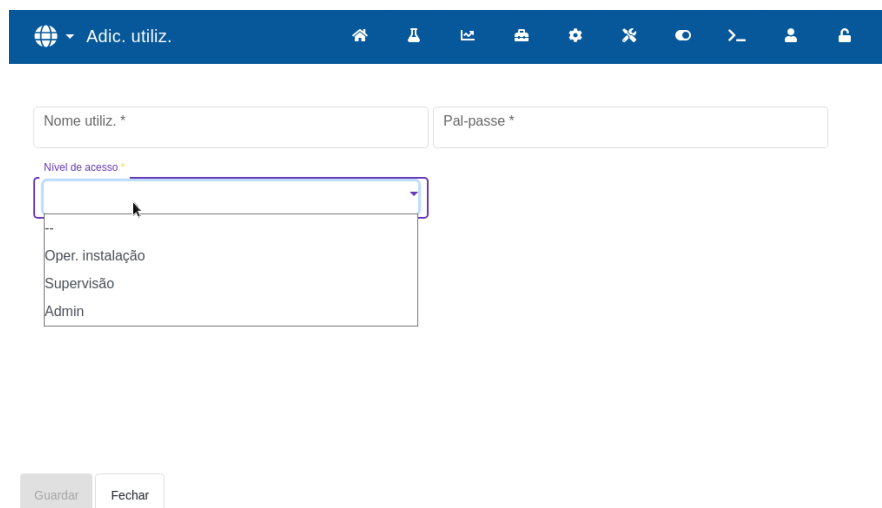 Adic. utiliz.
Nome utiliz. *
Pal-passe *
Nível de acesso *
--
Oper. instalação
Supervisão
Admin
Guardar
Fechar